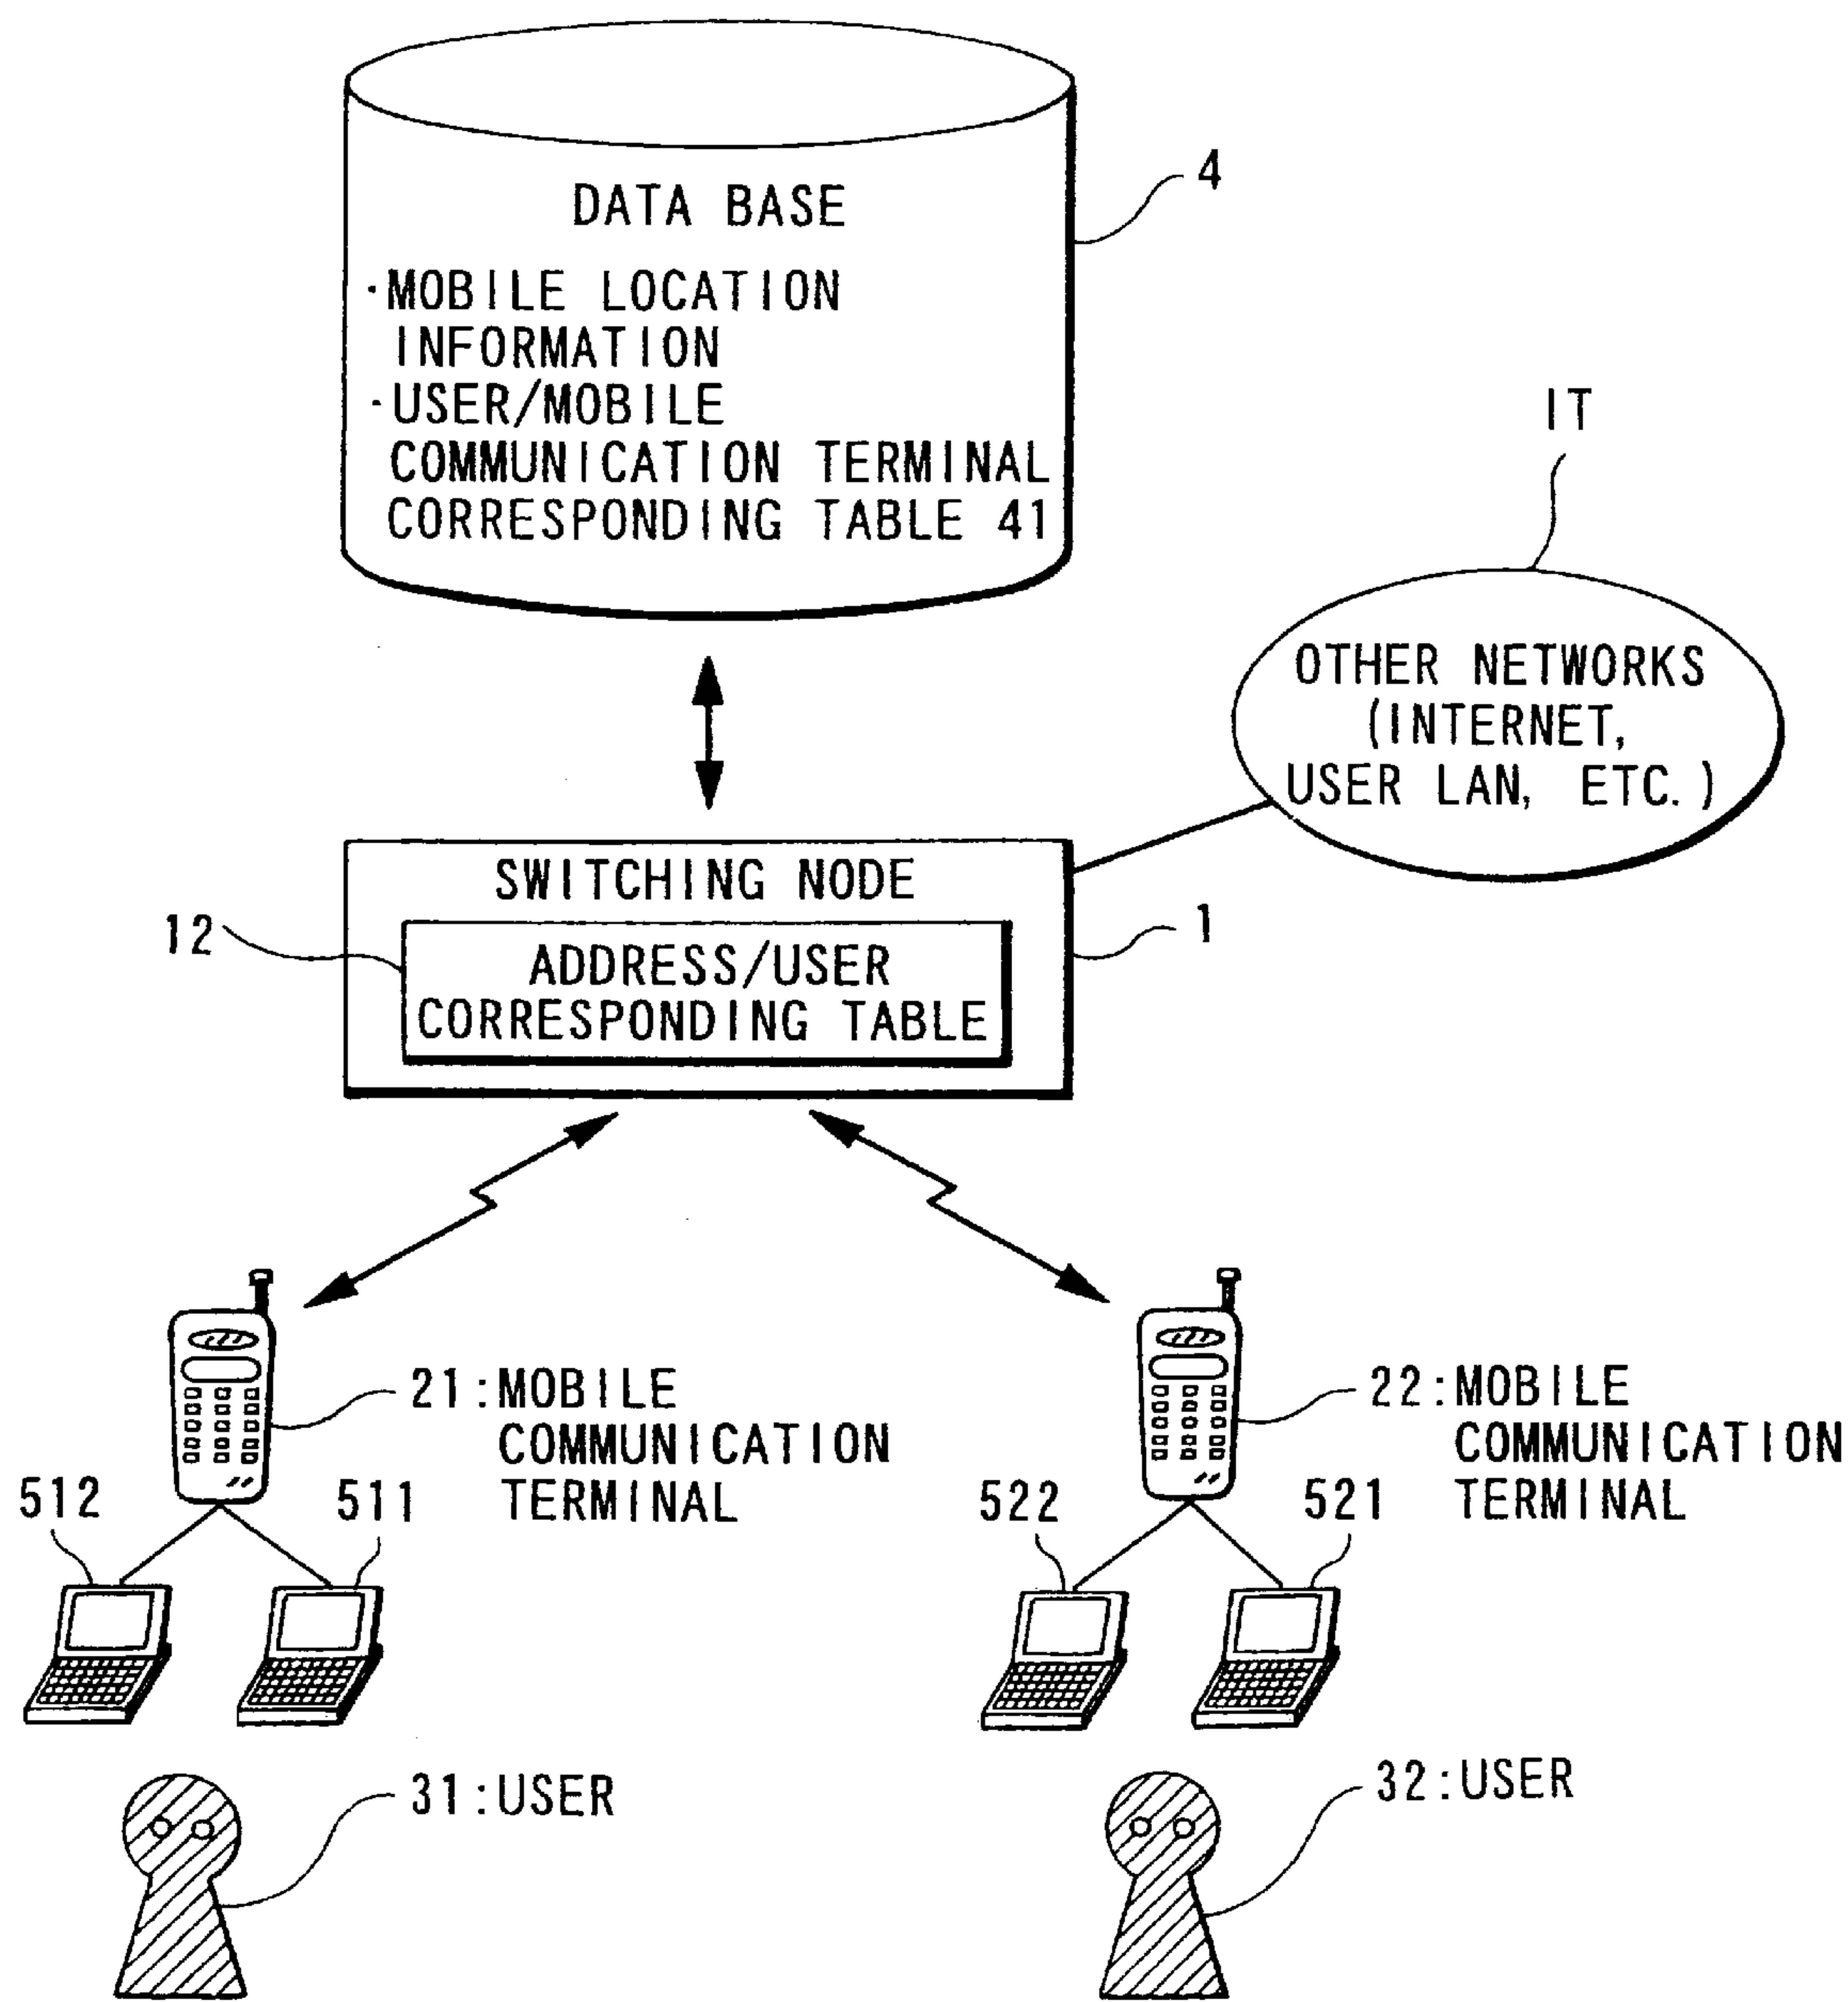 DATA BASE
·MOBILE LOCATION
INFORMATION
·USER/MOBILE
COMMUNICATION TERMINAL
CORRESPONDING TABLE 41
4
IT
OTHER NETWORKS
(INTERNET,
USER LAN, ETC.)
SWITCHING NODE
12
1
ADDRESS/USER
CORRESPONDING TABLE
21:MOBILE
COMMUNICATION
TERMINAL
22:MOBILE
COMMUNICATION
TERMINAL
512
511
522
521
31:USER
32:USER